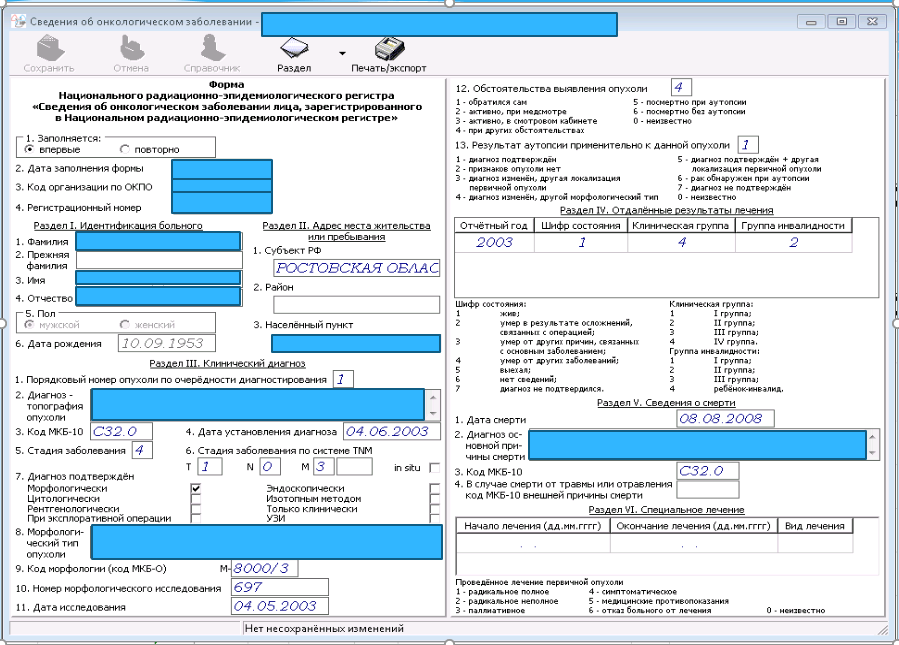 Сведения об онкологическом заболевании -
Сохранить Отмена Справочник Раздел Печать/экспорт
Форма
Национального радиационно-эпидемиологического регистра
«Сведения об онкологическом заболевании лица, зарегистрированного
в Национальном радиационно-эпидемиологическом регистре»
1. Заполняется:
впервые повторно
2. Дата заполнения формы
3. Код организации по ОКПО
4. Регистрационный номер
Раздел I. Идентификация больного
1. Фамилия
2. Прежняя
фамилия
3. Имя
4. Отчество
5. Пол
мужской женский
6. Дата рождения 10.09.1953
Раздел II. Адрес места жительства
или пребывания
1. Субъект РФ
РОСТОВСКАЯ ОБЛАС
2. Район
3. Населённый пункт
Раздел III. Клинический диагноз
1. Порядковый номер опухоли по очерёдности диагностирования 1
2. Диагноз -
топография
опухоли
3. Код МКБ-10 C32.0 4. Дата установления диагноза 04.06.2003
5. Стадия заболевания 4 6. Стадия заболевания по системе TNM
T 1 N 0 M 3 in situ
7. Диагноз подтверждён
Морфологически Эндоскопически
Цитологически Изотопным методом
Рентгенологически Только клинически
При эксплоративной операции УЗИ
8. Морфологи-
ческий тип
опухоли
9. Код морфологии (код МКБ-О) М- 8000/3
10. Номер морфологического исследования 697
11. Дата исследования 04.05.2003
12. Обстоятельства выявления опухоли 4
1 - обратился сам 5 - посмертно при аутопсии
2 - активно, при медсмотре 6 - посмертно без аутопсии
3 - активно, в смотровом кабинете 0 - неизвестно
4 - при других обстоятельствах
13. Результат аутопсии применительно к данной опухоли 1
1 - диагноз подтверждён 5 - диагноз подтверждён + другая
2 - признаков опухоли нет локализация первичной опухоли
3 - диагноз изменён, другая локализация 6 - рак обнаружен при аутопсии
первичной опухоли 7 - диагноз не подтверждён
4 - диагноз изменён, другой морфологический тип 0 - неизвестно
Раздел IV. Отдалённые результаты лечения
Отчётный год Шифр состояния Клиническая группа Группа инвалидности
2003 1 4 2
Шифр состояния: Клиническая группа:
1 жив; 1 I группа;
2 умер в результате осложнений, 2 II группа;
связанных с операцией; 3 III группа;
3 умер от других причин, связанных 4 IV группа.
с основным заболеванием; Группа инвалидности:
4 умер от других заболеваний; 1 I группа;
5 выехал; 2 II группа;
6 нет сведений; 3 III группа;
7 диагноз не подтвердился. 4 ребёнок-инвалид.
Раздел V. Сведения о смерти
1. Дата смерти 08.08.2008
2. Диагноз ос-
новной при-
чины смерти
3. Код МКБ-10 C32.0
4. В случае смерти от травмы или отравления
код МКБ-10 внешней причины смерти
Раздел VI. Специальное лечение
Начало лечения (дд.мм.гггг) Окончание лечения (дд.мм.гггг) Вид лечения
. . . .
Проведённое лечение первичной опухоли
1 - радикальное полное 4 - симптоматическое
2 - радикальное неполное 5 - медицинские противопоказания
3 - паллиативное 6 - отказ больного от лечения 0 - неизвестно
Нет несохранённых изменений